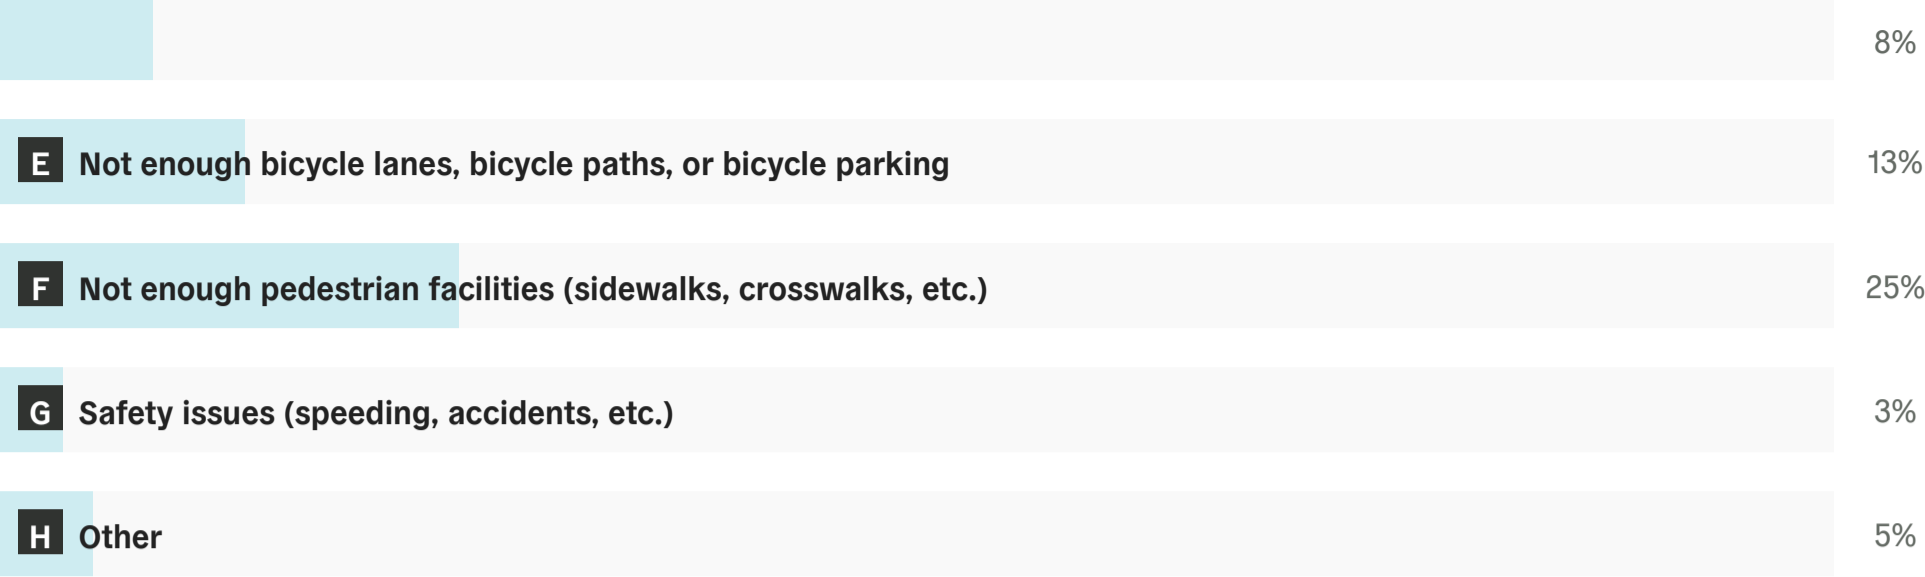 8%
E Not enough bicycle lanes, bicycle paths, or bicycle parking 13%
F Not enough pedestrian facilities (sidewalks, crosswalks, etc.) 25%
G Safety issues (speeding, accidents, etc.) 3%
H Other 5%